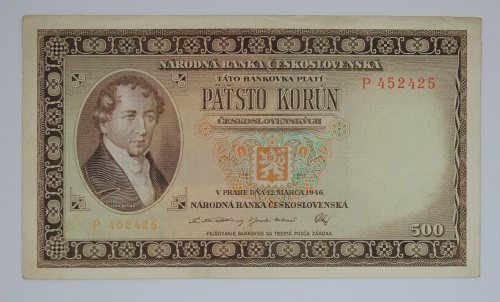 NÁRODNÁ BANKA ČESKOSLOVENSKÁ
TÁTO BANKOVKA PLATÍ
P 452425
PÄŤSTO KORÚN
ČESKOSLOVENSKÝCH
V PRAHE DŇA 12. MARCA 1946.
NÁRODNÁ BANKA ČESKOSLOVENSKÁ
P 452425
FALŠOVANIE BANKOVIEK SA TRESTÁ PODĽA ZÁKONA.
500